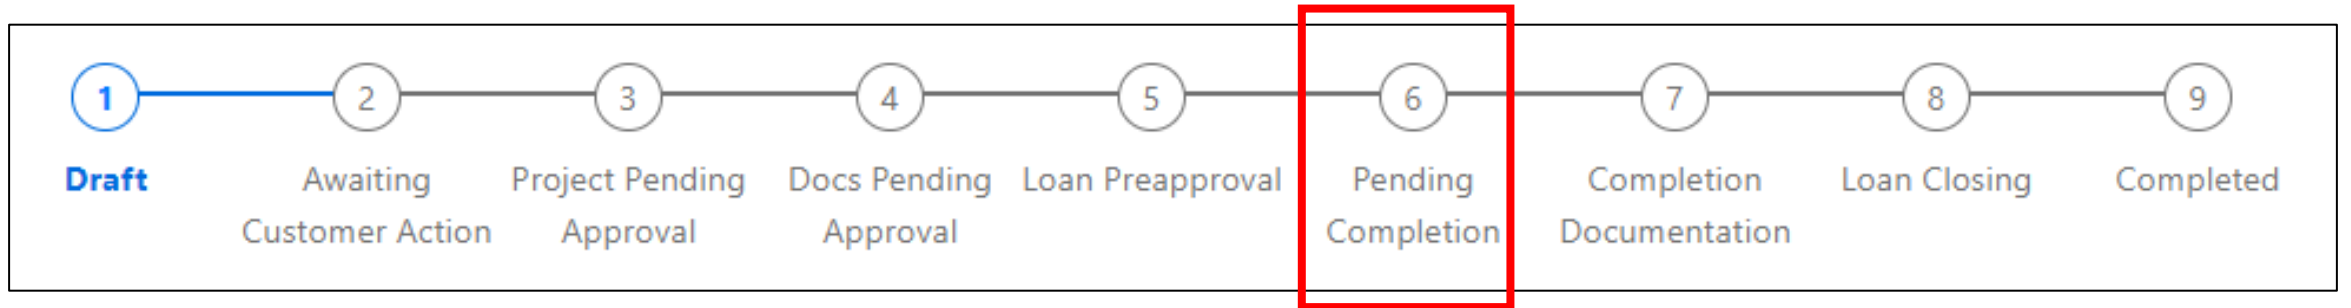 1 2 3 4 5 6 7 8 9
Draft Awaiting Project Pending Docs Pending Loan Preapproval Pending Completion Loan Closing Completed
Customer Action Approval Approval Completion Documentation